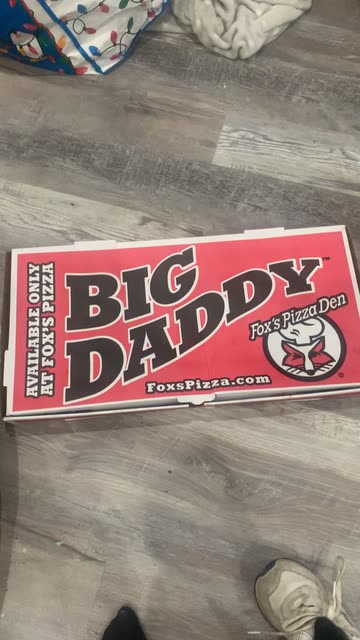 AVAILABLE ONLY
AT FOX'S PIZZA
BIG
DADDY™
Fox's Pizza Den
®
FoxsPizza.com